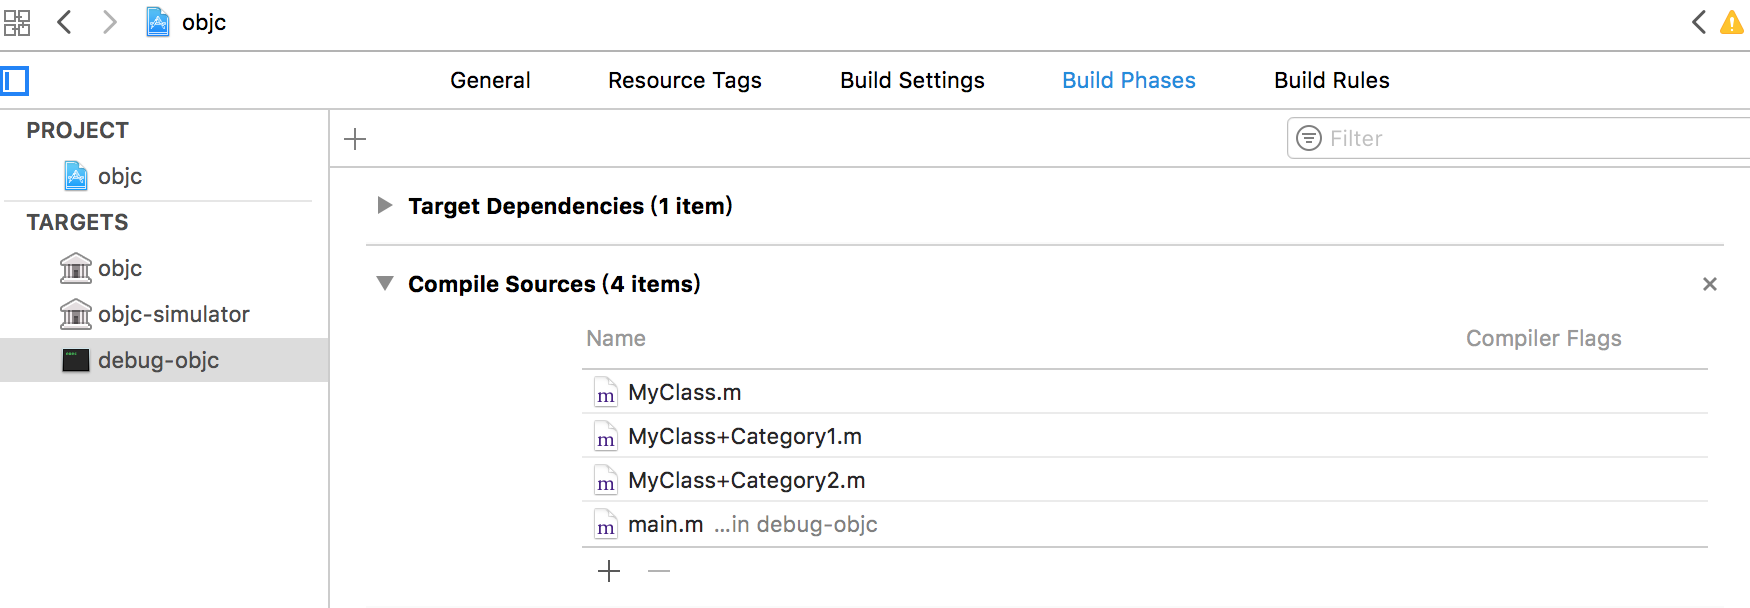 objc
General Resource Tags Build Settings Build Phases Build Rules
PROJECT
objc
TARGETS
objc
objc-simulator
debug-objc
Filter
Target Dependencies (1 item)
Compile Sources (4 items)
Name Compiler Flags
m MyClass.m
m MyClass+Category1.m
m MyClass+Category2.m
m main.m ...in debug-objc